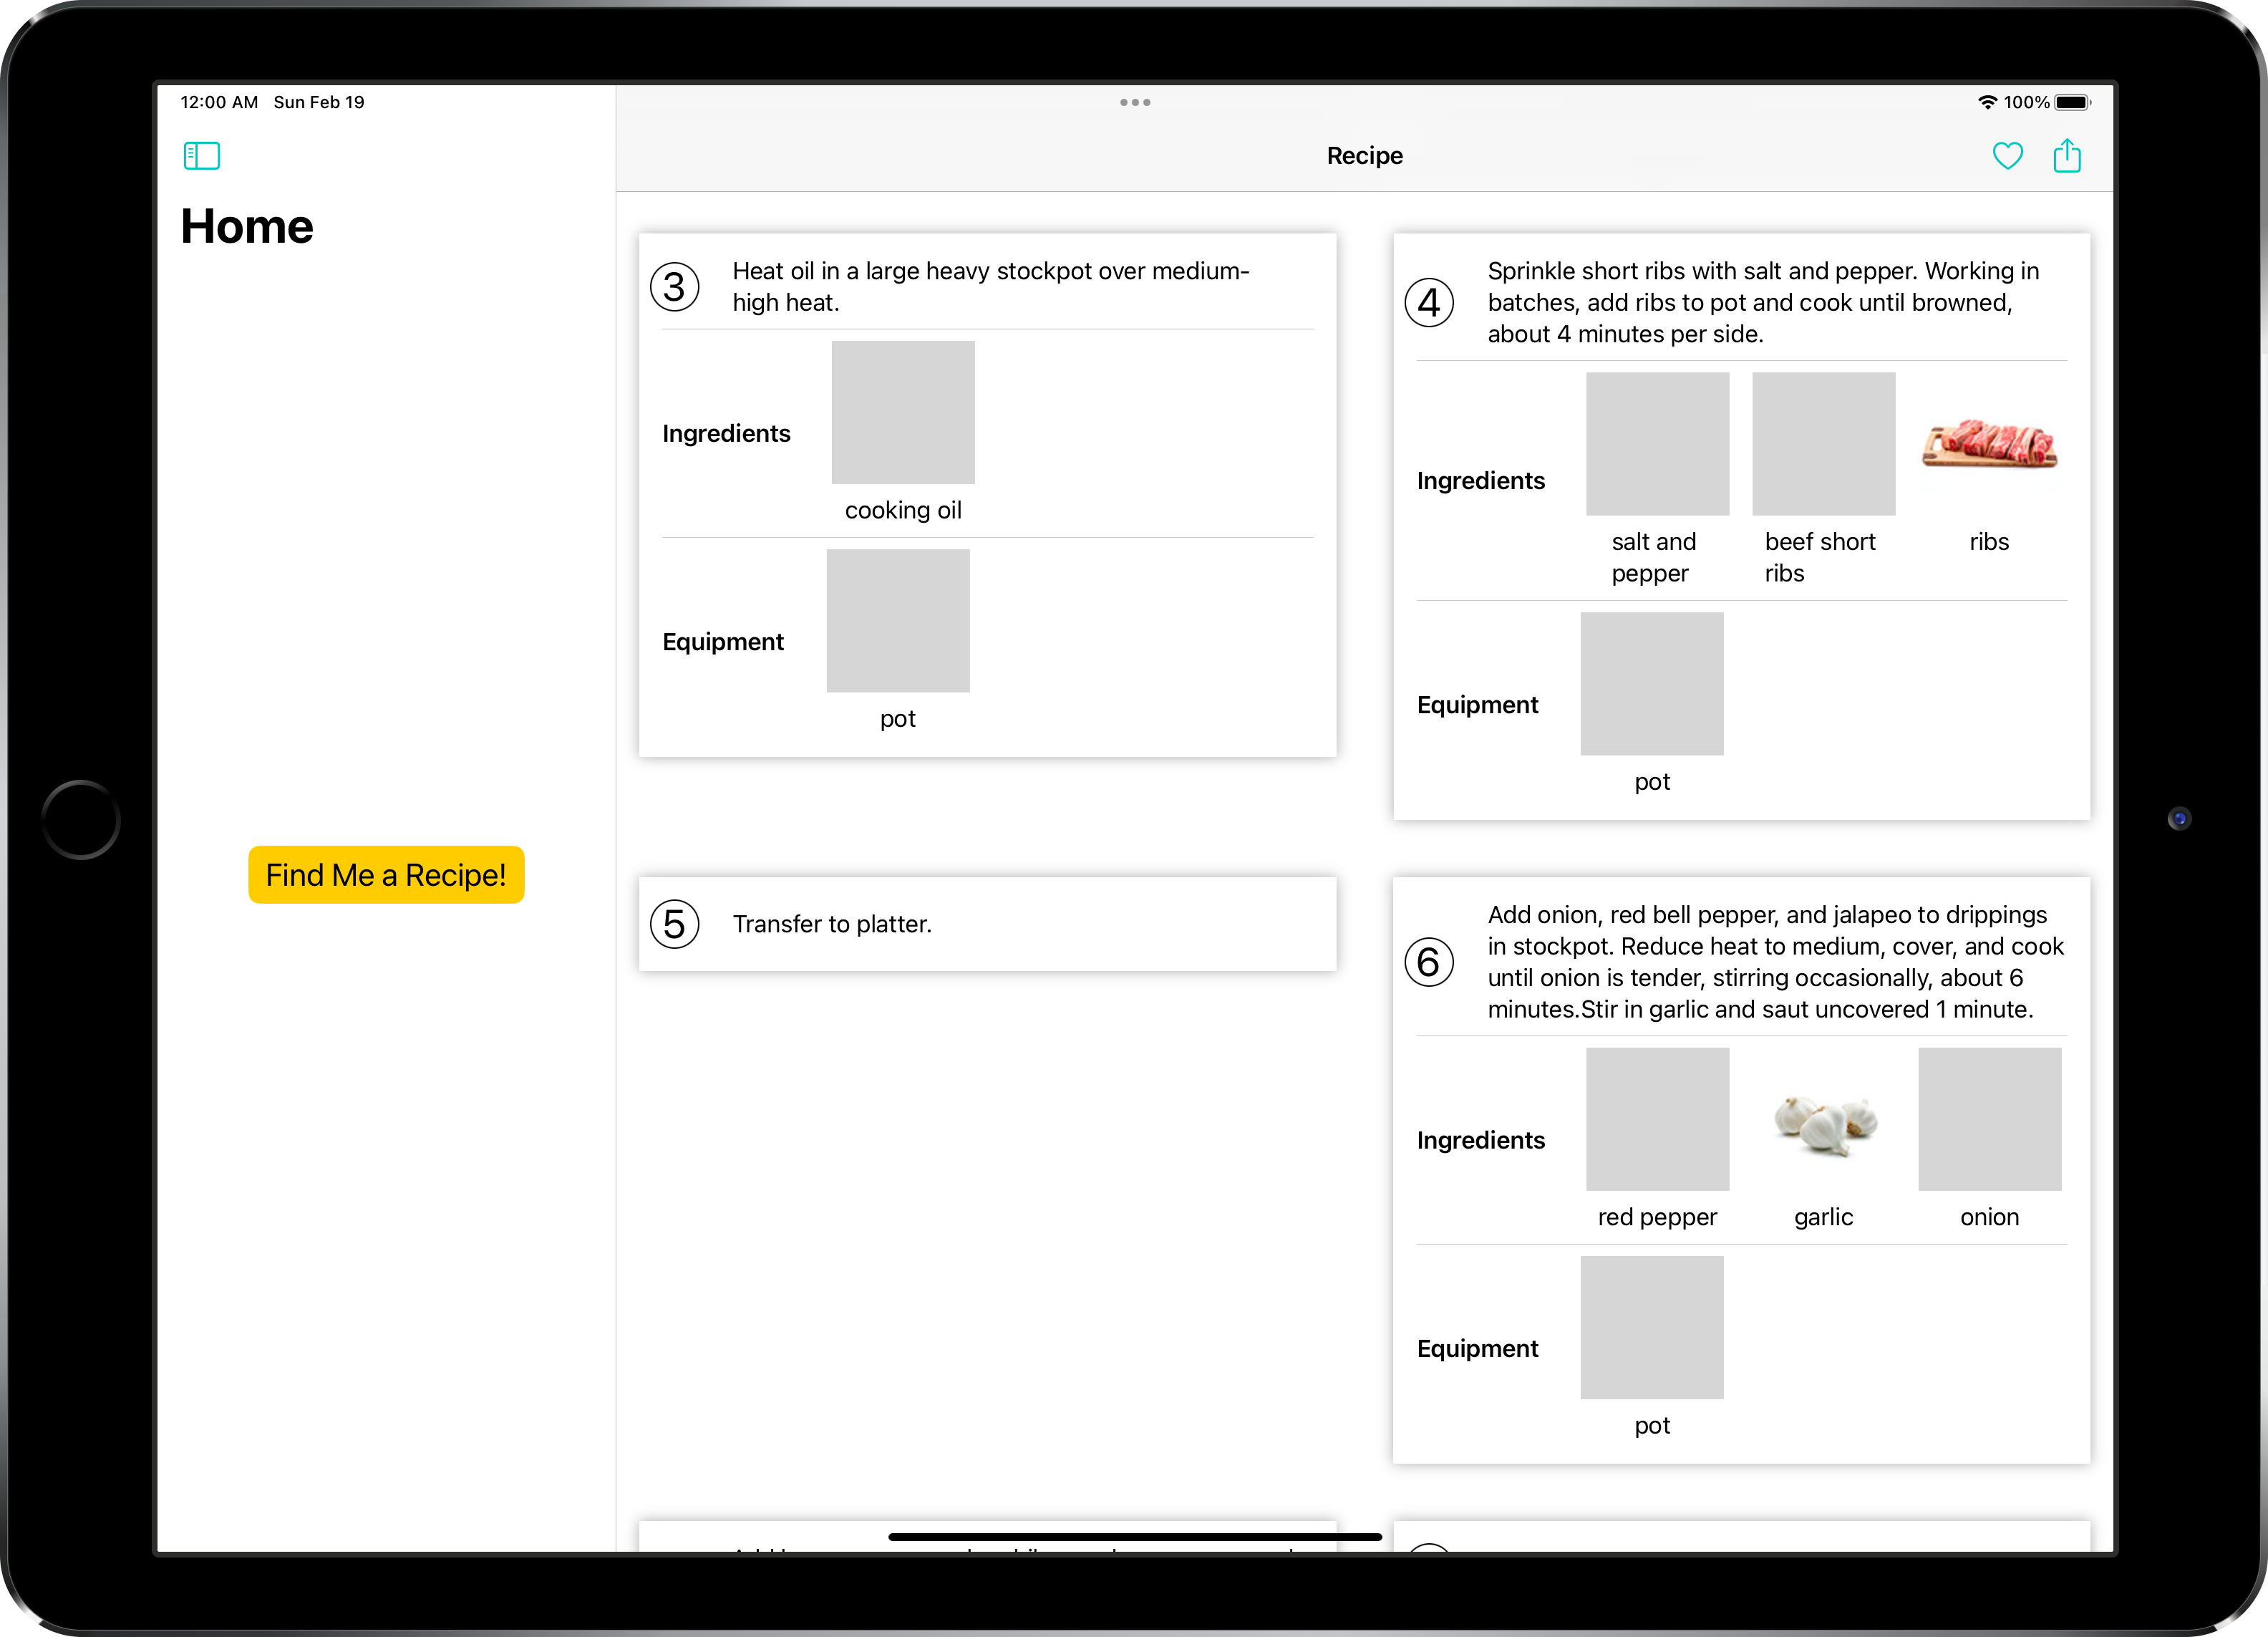 12:00 AM Sun Feb 19
100%
Home
Find Me a Recipe!
Recipe
3
Heat oil in a large heavy stockpot over medium-
high heat.
Ingredients
cooking oil
Equipment
pot
4
Sprinkle short ribs with salt and pepper. Working in
batches, add ribs to pot and cook until browned,
about 4 minutes per side.
Ingredients
salt and
pepper
beef short
ribs
ribs
Equipment
pot
5
Transfer to platter.
6
Add onion, red bell pepper, and jalapeo to drippings
in stockpot. Reduce heat to medium, cover, and cook
until onion is tender, stirring occasionally, about 6
minutes.Stir in garlic and saut uncovered 1 minute.
Ingredients
red pepper
garlic
onion
Equipment
pot